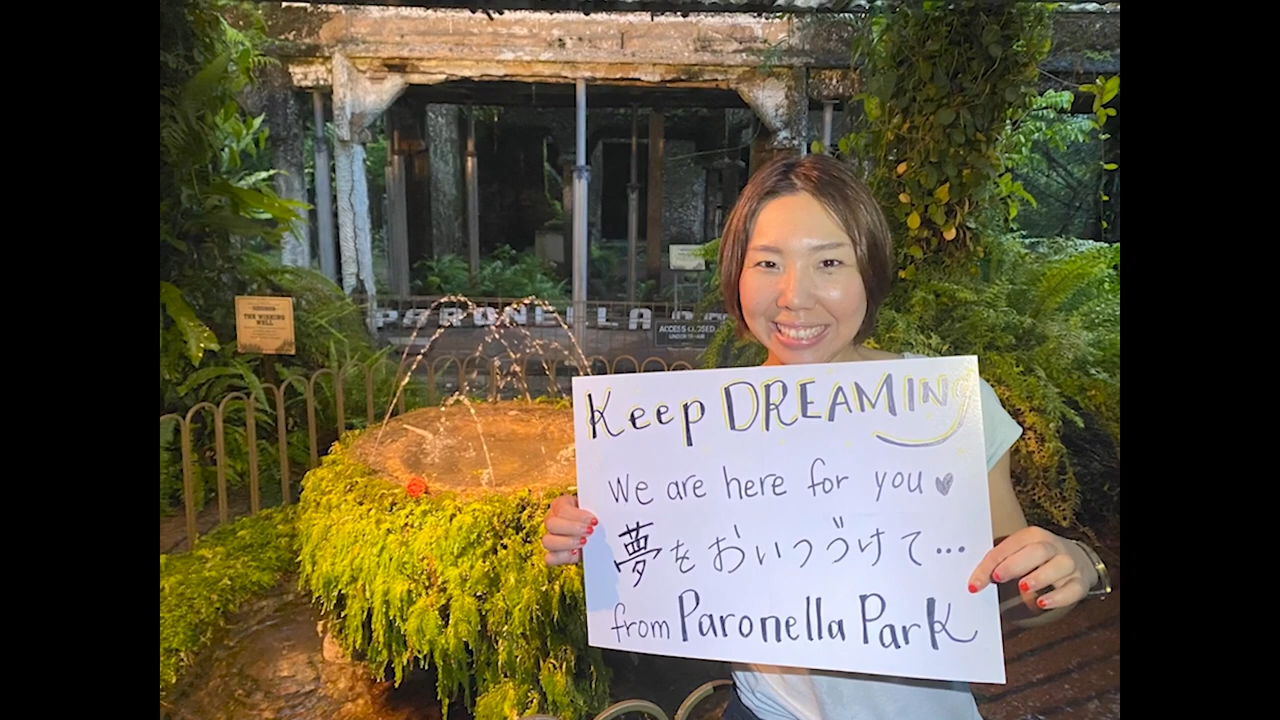 THE WISHING
WELL
PARONELLA
ACCESS CLOSED
Keep DREAMING
We are here for you
夢をおいつづけて…
from Paronella Park